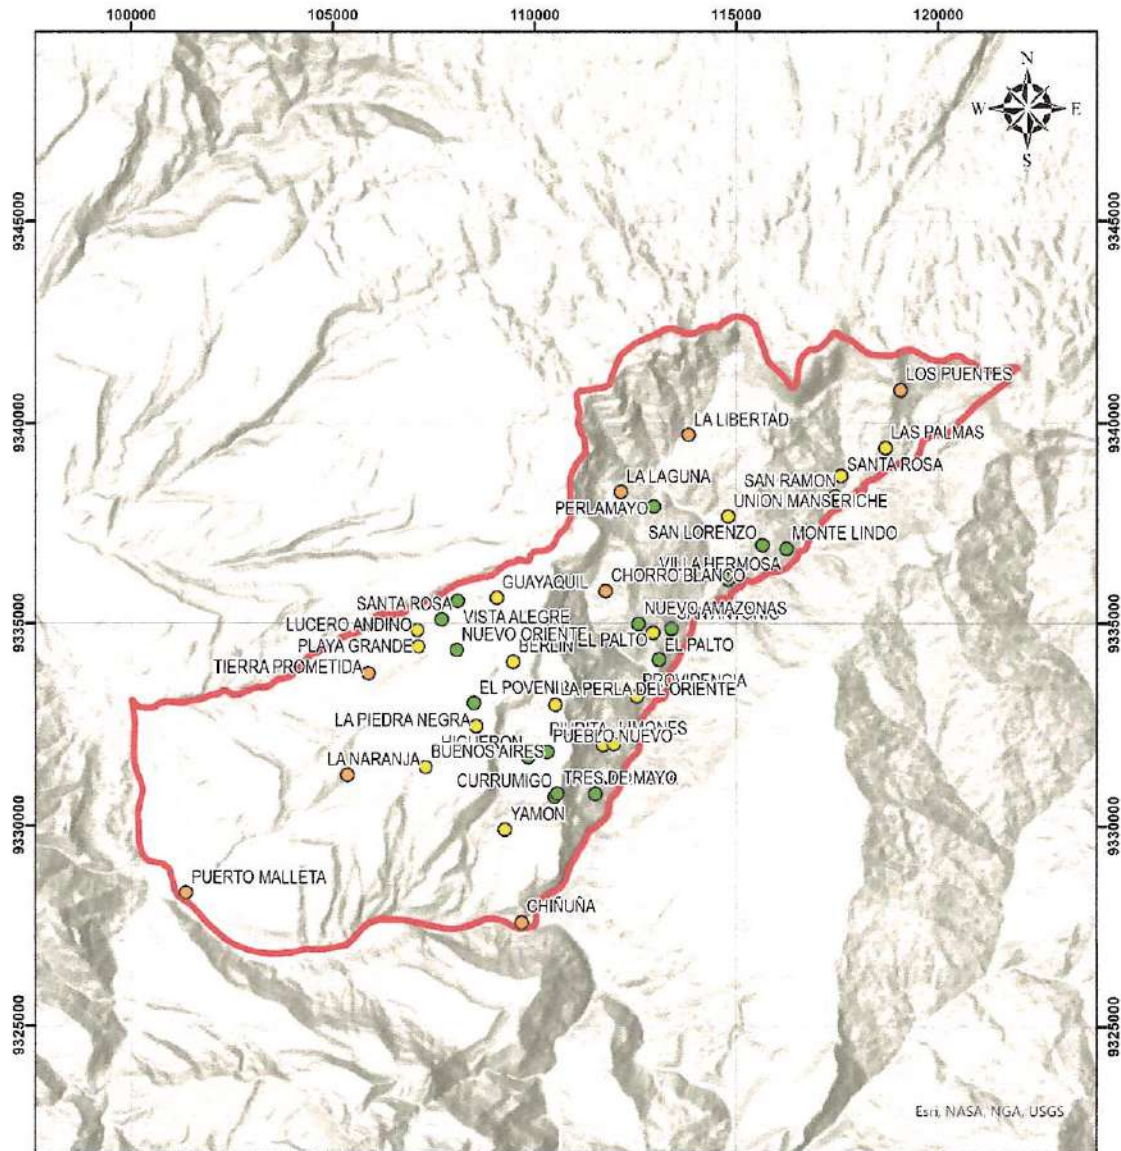 100000 105000 110000 115000 120000
N
W E
S
9345000 9345000
LOS PUENTES
9340000 9340000
LA LIBERTAD
LAS PALMAS
SANTA ROSA
LA LAGUNA
SAN RAMON
PERLAMAYO
UNION MANSERICHE
SAN LORENZO
MONTE LINDO
VILLA HERMOSA
CHORRO BLANCO
GUAYAQUIL
SANTA ROSA
NUEVO AMAZONAS
SAN ANTONIO
9335000 9335000
LUCERO ANDINO
VISTA ALEGRE
PLAYA GRANDE
NUEVO ORIENTE
EL PALTO
EL PALTO
BERLIN
TIERRA PROMETIDA
PROVIDENCIA
EL POVENIR
LA PERLA DEL ORIENTE
LA PIEDRA NEGRA
HIGUERON
LIMONES
PUEBLO NUEVO
BUENOS AIRES
LA NARANJA
CURRUMIGO
TRES DE MAYO
YAMON
9330000 9330000
PUERTO MALLETA
CHIÑUÑA
9325000 9325000
Esri, NASA, NGA, USGS